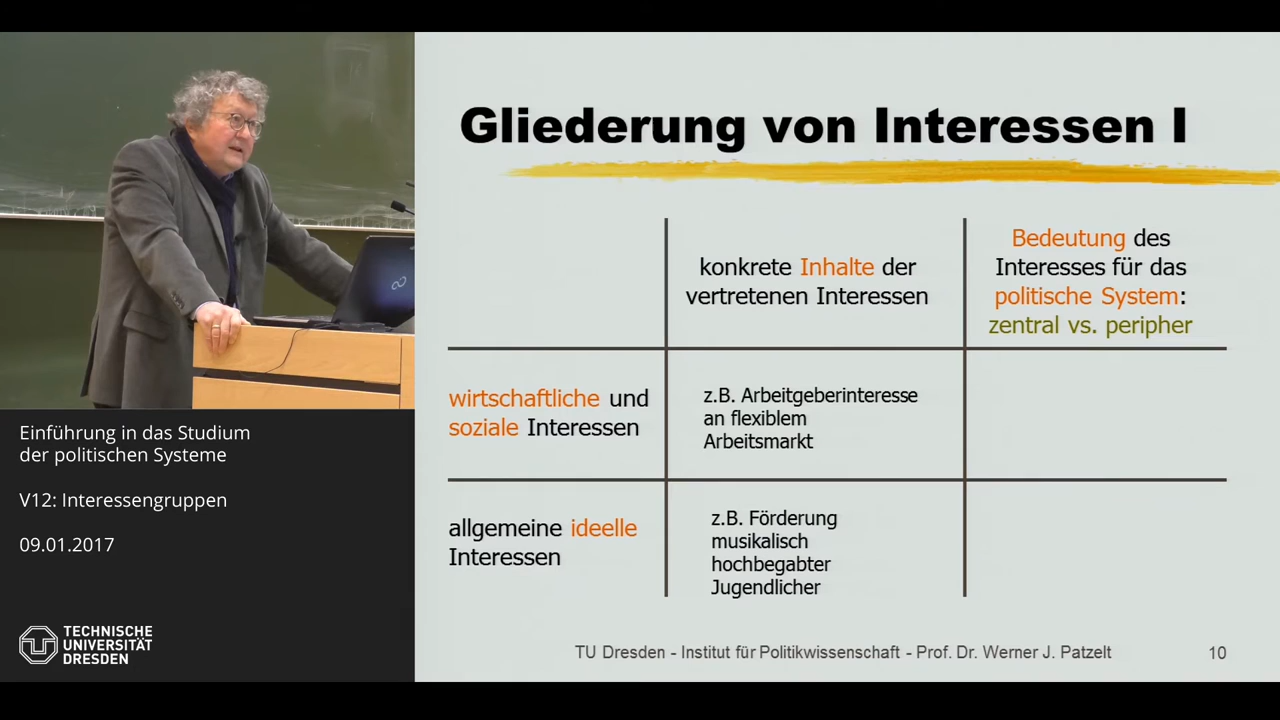 Gliederung von Interessen I
konkrete Inhalte der
vertretenen Interessen
Bedeutung des
Interesses für das
politische System:
zentral vs. peripher
wirtschaftliche und
soziale Interessen
z.B. Arbeitgeberinteresse
an flexiblem
Arbeitsmarkt
allgemeine ideelle
Interessen
z.B. Förderung
musikalisch
hochbegabter
Jugendlicher
TU Dresden - Institut für Politikwissenschaft - Prof. Dr. Werner J. Patzelt
10
Einführung in das Studium
der politischen Systeme
V12: Interessengruppen
09.01.2017
TECHNISCHE
UNIVERSITÄT
DRESDEN